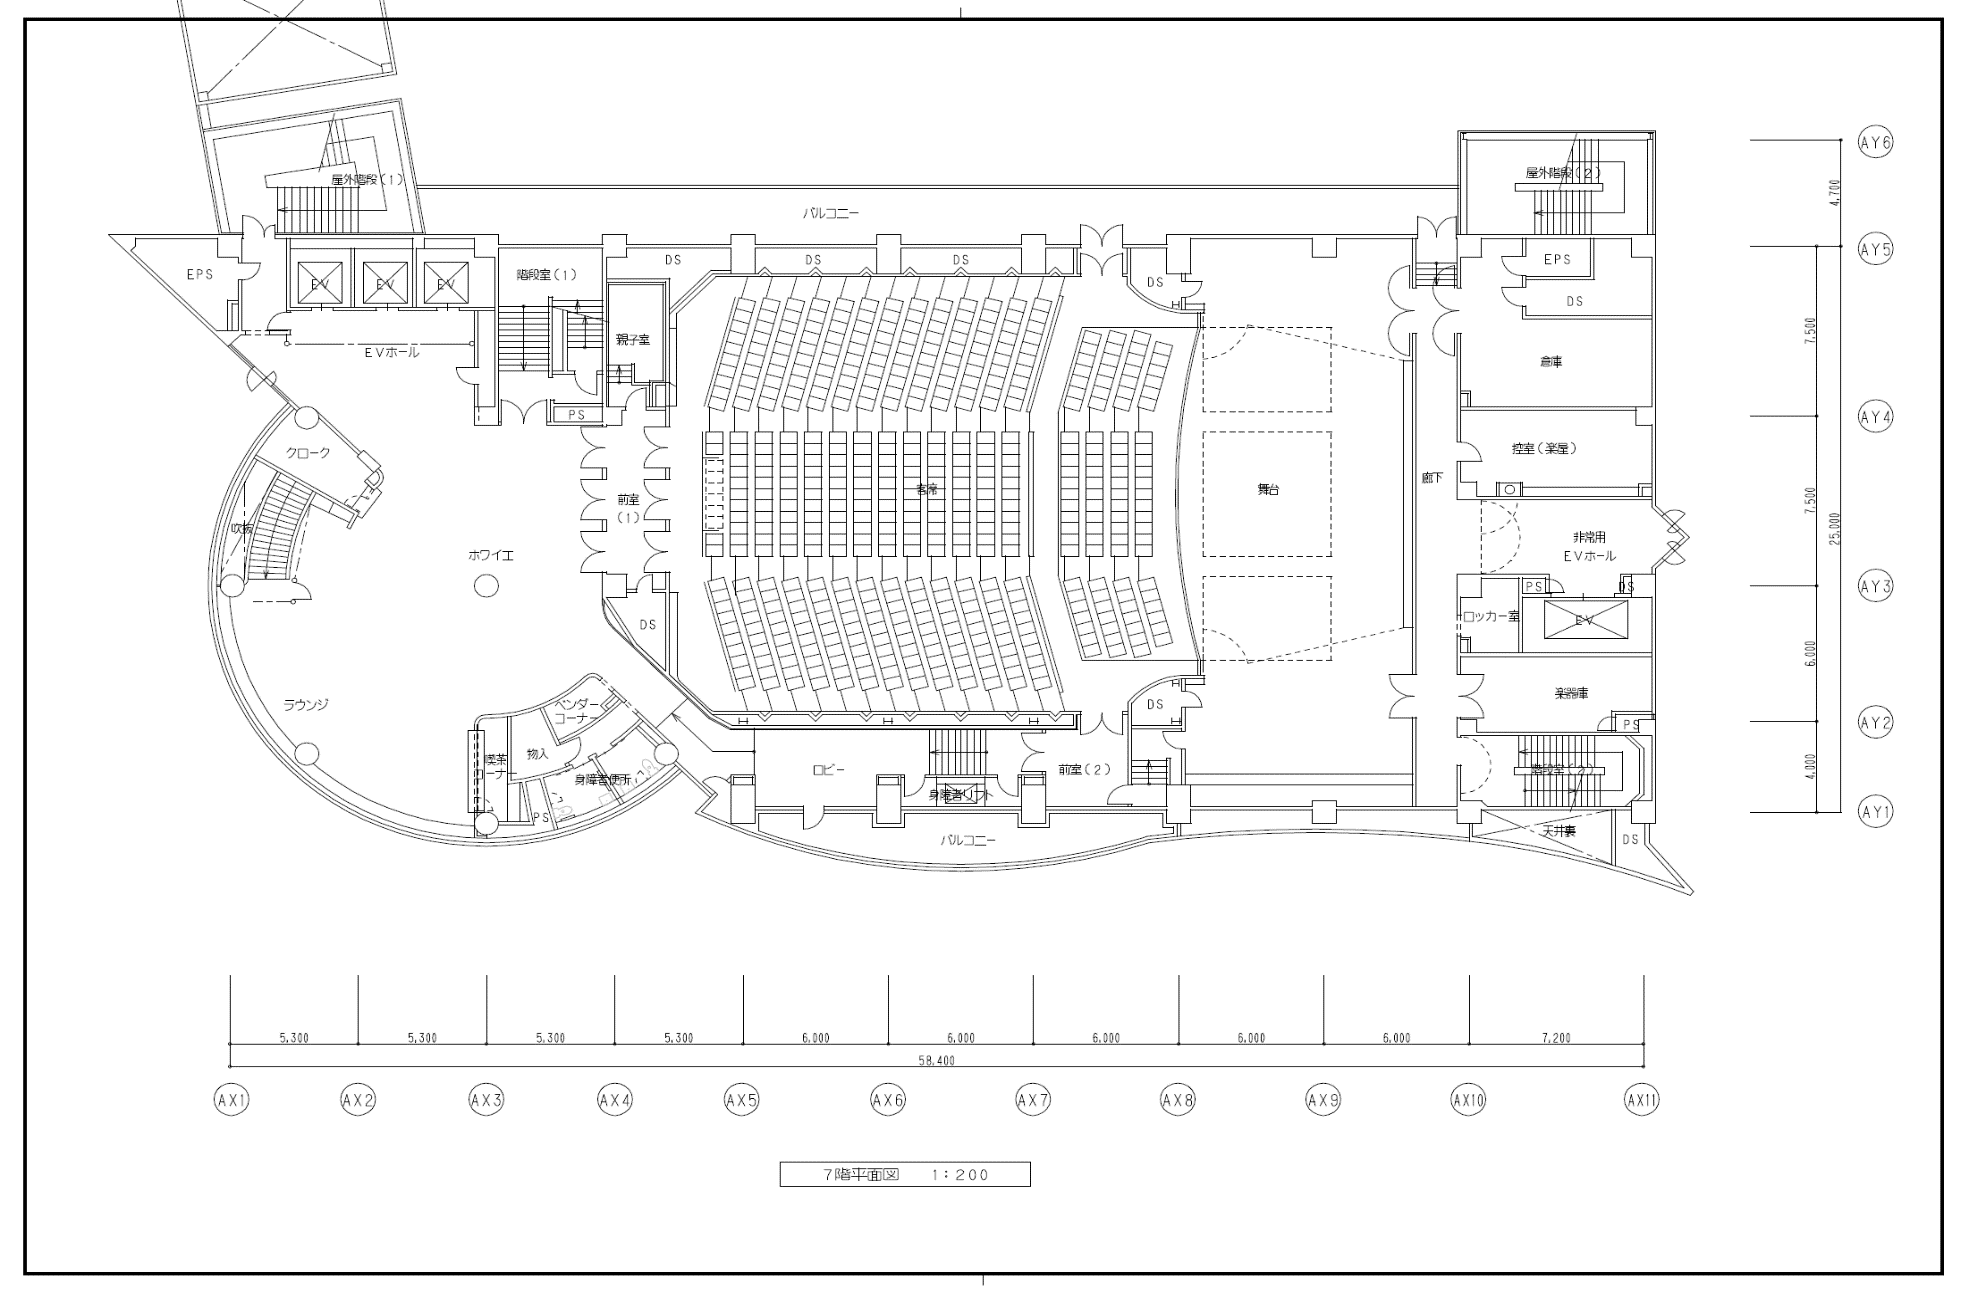 屋外階段(1)
屋外階段(2)
バルコニー
AY6
4,700
AY5
EPS
EV
EV
EV
階段室(1)
DS
DS
DS
DS
EPS
DS
EVホール
親子室
倉庫
7,500
PS
AY4
クローク
控室(楽屋)
吹抜
前室
(1)
客席
舞台
廊下
7,500
25,000
ホワイエ
非常用
EVホール
PS
DS
AY3
DS
ロッカー室
EV
6,000
ラウンジ
ベンダー
コーナー
DS
楽器庫
PS
AY2
喫茶
コーナー
物入
身障者便所
PS
ロビー
身障者リフト
前室(2)
階段室(2)
4,000
AY1
バルコニー
天井裏
DS
5,300
5,300
5,300
5,300
6,000
6,000
6,000
6,000
6,000
7,200
58,400
AX1
AX2
AX3
AX4
AX5
AX6
AX7
AX8
AX9
AX10
AX11
7階平面図 1:200